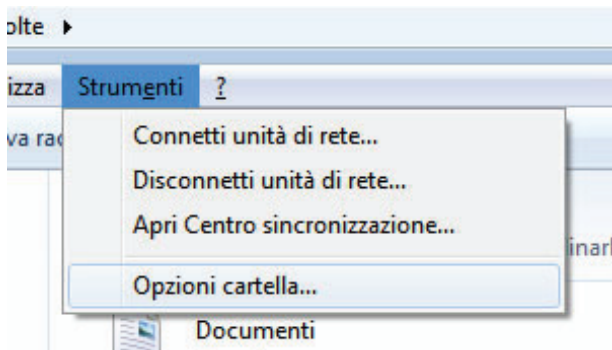 olte
izza Strumenti ?
va rac
Connetti unità di rete...
Disconnetti unità di rete...
Apri Centro sincronizzazione...
inarl
Opzioni cartella...
Documenti